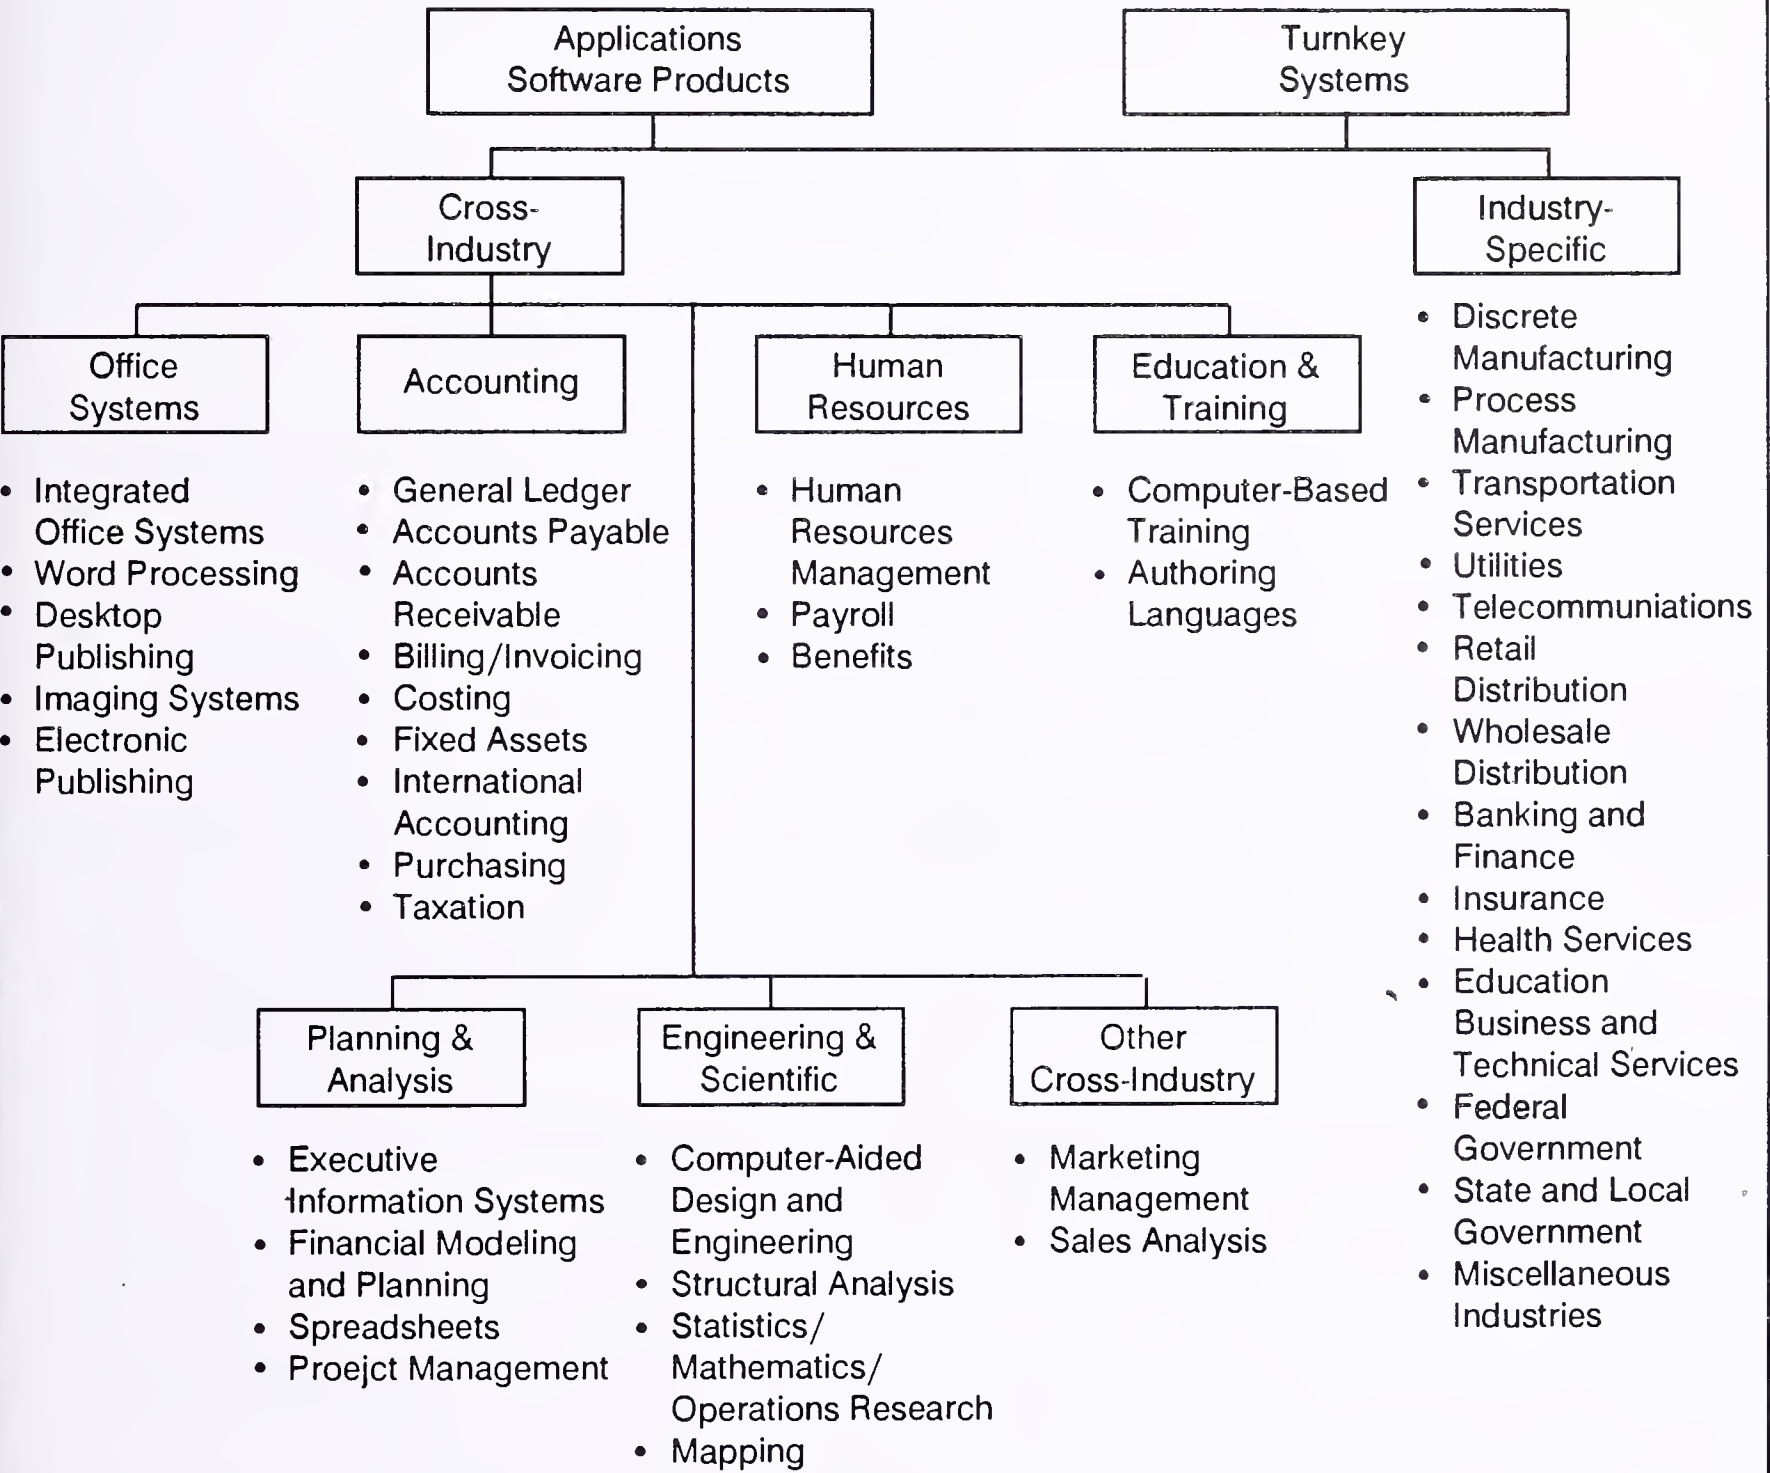 Applications
Software Products
Turnkey
Systems
Cross-
Industry
Industry-
Specific
Office
Systems
Accounting
Human
Resources
Education &
Training
• Integrated
Office Systems
• Word Processing
• Desktop
Publishing
• Imaging Systems
• Electronic
Publishing
• General Ledger
• Accounts Payable
• Accounts
Receivable
• Billing/Invoicing
• Costing
• Fixed Assets
• International
Accounting
• Purchasing
• Taxation
• Human
Resources
Management
• Payroll
• Benefits
• Computer-Based
Training
• Authoring
Languages
• Discrete
Manufacturing
• Process
Manufacturing
• Transportation
Services
• Utilities
• Telecommuniations
• Retail
Distribution
• Wholesale
Distribution
• Banking and
Finance
• Insurance
• Health Services
• Education
Business and
Technical Services
• Federal
Government
• State and Local
Government
• Miscellaneous
Industries
Planning &
Analysis
Engineering &
Scientific
Other
Cross-Industry
• Executive
Information Systems
• Financial Modeling
and Planning
• Spreadsheets
• Proejct Management
• Computer-Aided
Design and
Engineering
• Structural Analysis
• Statistics/
Mathematics/
Operations Research
• Mapping
• Marketing
Management
• Sales Analysis